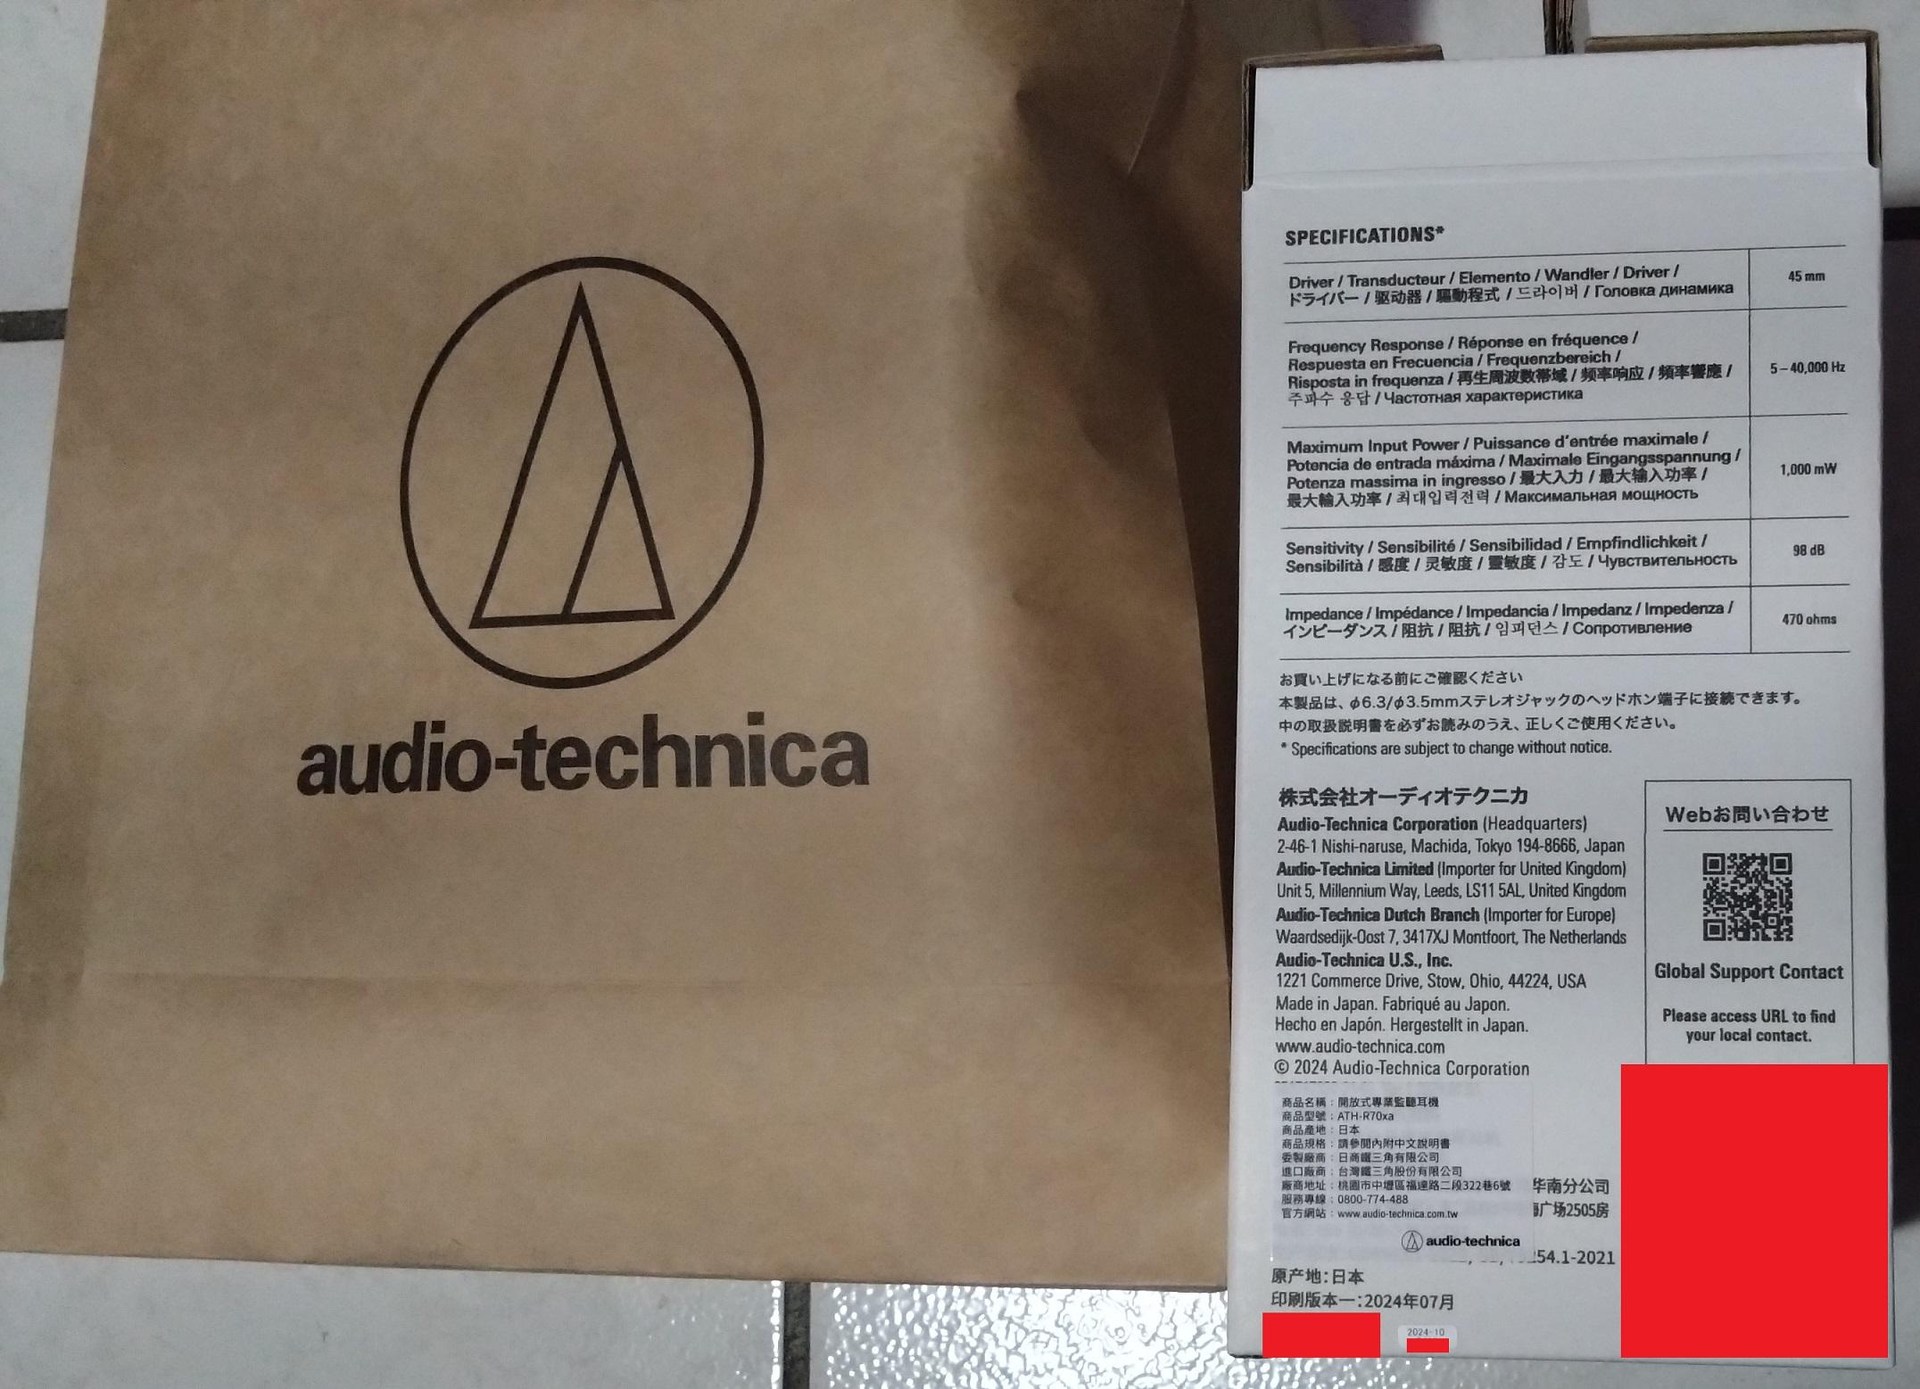 audio-technica
SPECIFICATIONS*
Driver / Transducteur / Elemento / Wandler / Driver /
ドライバー / 驱动器 / 驅動程式 / 드라이버 / Головка динамика
45 mm
Frequency Response / Réponse en fréquence /
Respuesta en Frecuencia / Frequenzbereich /
Risposta in frequenza / 再生周波数帯域 / 频率响应 / 頻率響應 /
주파수 응답 / Частотная характеристика
5 – 40,000 Hz
Maximum Input Power / Puissance d'entrée maximale /
Potencia de entrada máxima / Maximale Eingangsspannung /
Potenza massima in ingresso / 最大入力 / 最大输入功率 /
最大輸入功率 / 최대입력전력 / Максимальная мощность
1,000 mW
Sensitivity / Sensibilité / Sensibilidad / Empfindlichkeit /
Sensibilità / 感度 / 灵敏度 / 靈敏度 / 감도 / Чувствительность
98 dB
Impedance / Impédance / Impedancia / Impedanz / Impedenza /
インピーダンス / 阻抗 / 阻抗 / 임피던스 / Сопротивление
470 ohms
お買い上げになる前にご確認ください
本製品は、φ6.3/φ3.5mmステレオジャックのヘッドホン端子に接続できます。
中の取扱説明書を必ずお読みのうえ、正しくご使用ください。
* Specifications are subject to change without notice.
株式会社オーディオテクニカ
Audio-Technica Corporation (Headquarters)
2-46-1 Nishi-naruse, Machida, Tokyo 194-8666, Japan
Audio-Technica Limited (Importer for United Kingdom)
Unit 5, Millennium Way, Leeds, LS11 5AL, United Kingdom
Audio-Technica Dutch Branch (Importer for Europe)
Waardsedijk-Oost 7, 3417XJ Montfoort, The Netherlands
Audio-Technica U.S., Inc.
1221 Commerce Drive, Stow, Ohio, 44224, USA
Made in Japan. Fabriqué au Japon.
Hecho en Japón. Hergestellt in Japan.
www.audio-technica.com
© 2024 Audio-Technica Corporation
Webお問い合わせ
Global Support Contact
Please access URL to find
your local contact.
商品名稱：開放式專業監聽耳機
商品型號：ATH-R70xa
商品產地：日本
商品規格：請參閱內附中文說明書
委製廠商：日商鐵三角有限公司
進口廠商：台灣鐵三角股份有限公司
廠商地址：桃園市中壢區福達路二段322巷6號
服務專線：0800-774-488
官方網站：www.audio-technica.com.tw
audio-technica
华南分公司
广场2505房
254.1-2021
原产地：日本
印刷版本一：2024年07月
2024-10